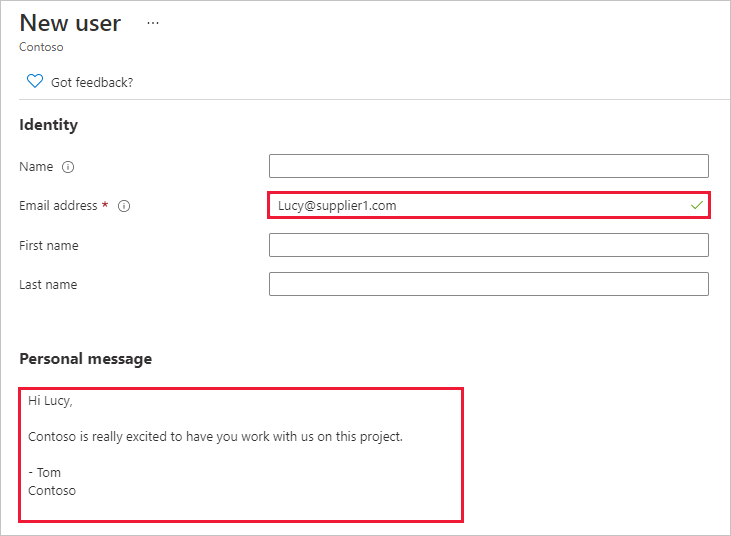 New user ...
Contoso
Got feedback?
Identity
Name
Email address *
Lucy@supplier1.com
First name
Last name
Personal message
Hi Lucy,
Contoso is really excited to have you work with us on this project.
- Tom
Contoso